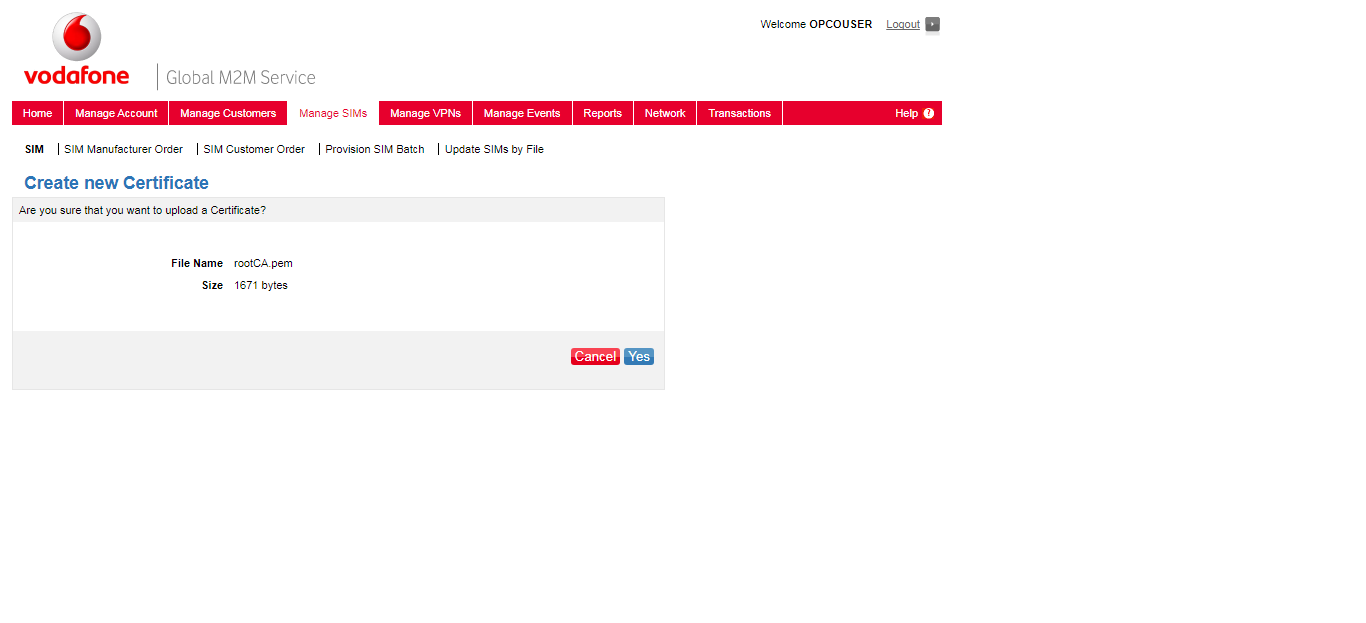 Welcome OPCOUSER Logout
vodafone Global M2M Service
Home Manage Account Manage Customers Manage SIMs Manage VPNs Manage Events Reports Network Transactions Help ?
SIM SIM Manufacturer Order SIM Customer Order Provision SIM Batch Update SIMs by File
Create new Certificate
Are you sure that you want to upload a Certificate?
File Name rootCA.pem
Size 1671 bytes
Cancel Yes